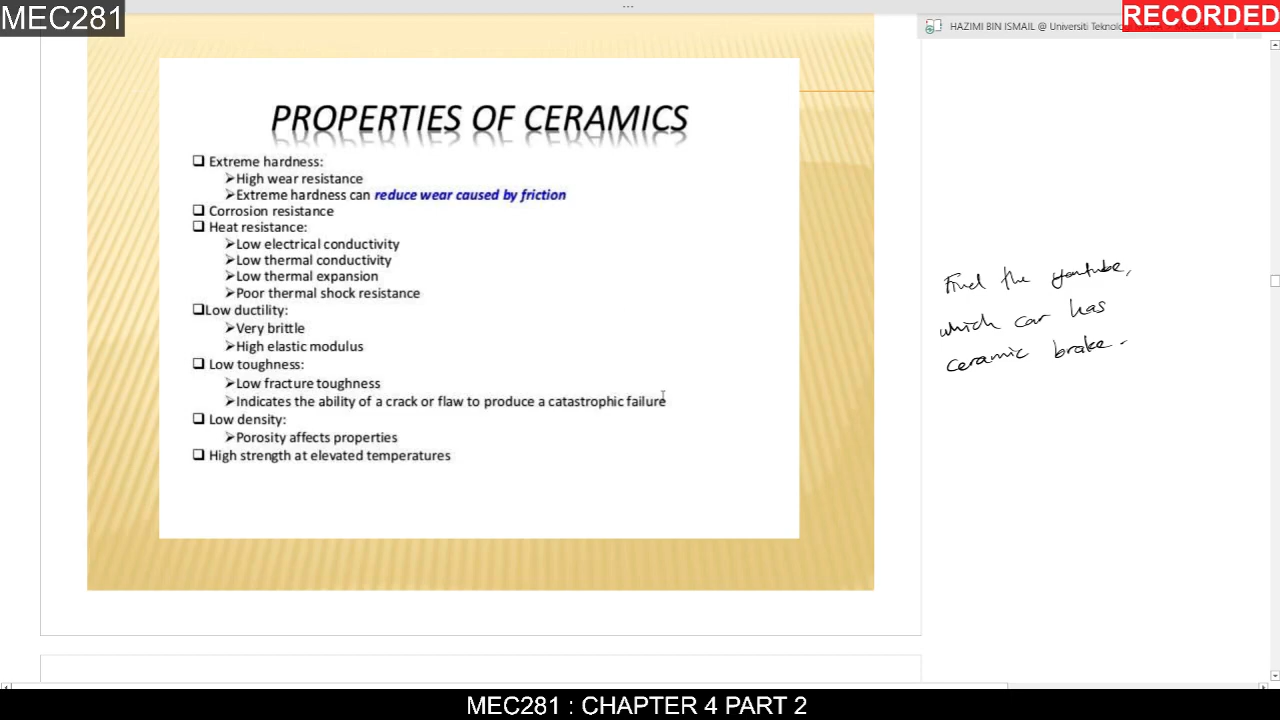 MEC281
RECORDED
HAZIMI BIN ISMAIL @ Universiti Teknolo
PROPERTIES OF CERAMICS
❑ Extreme hardness:
➢High wear resistance
➢Extreme hardness can reduce wear caused by friction
❑ Corrosion resistance
❑ Heat resistance:
➢Low electrical conductivity
➢Low thermal conductivity
➢Low thermal expansion
➢Poor thermal shock resistance
❑Low ductility:
➢Very brittle
➢High elastic modulus
❑ Low toughness:
➢Low fracture toughness
➢Indicates the ability of a crack or flaw to produce a catastrophic failure
❑ Low density:
➢Porosity affects properties
❑ High strength at elevated temperatures
Find the youtube,
which car has
ceramic brake.
MEC281 : CHAPTER 4 PART 2